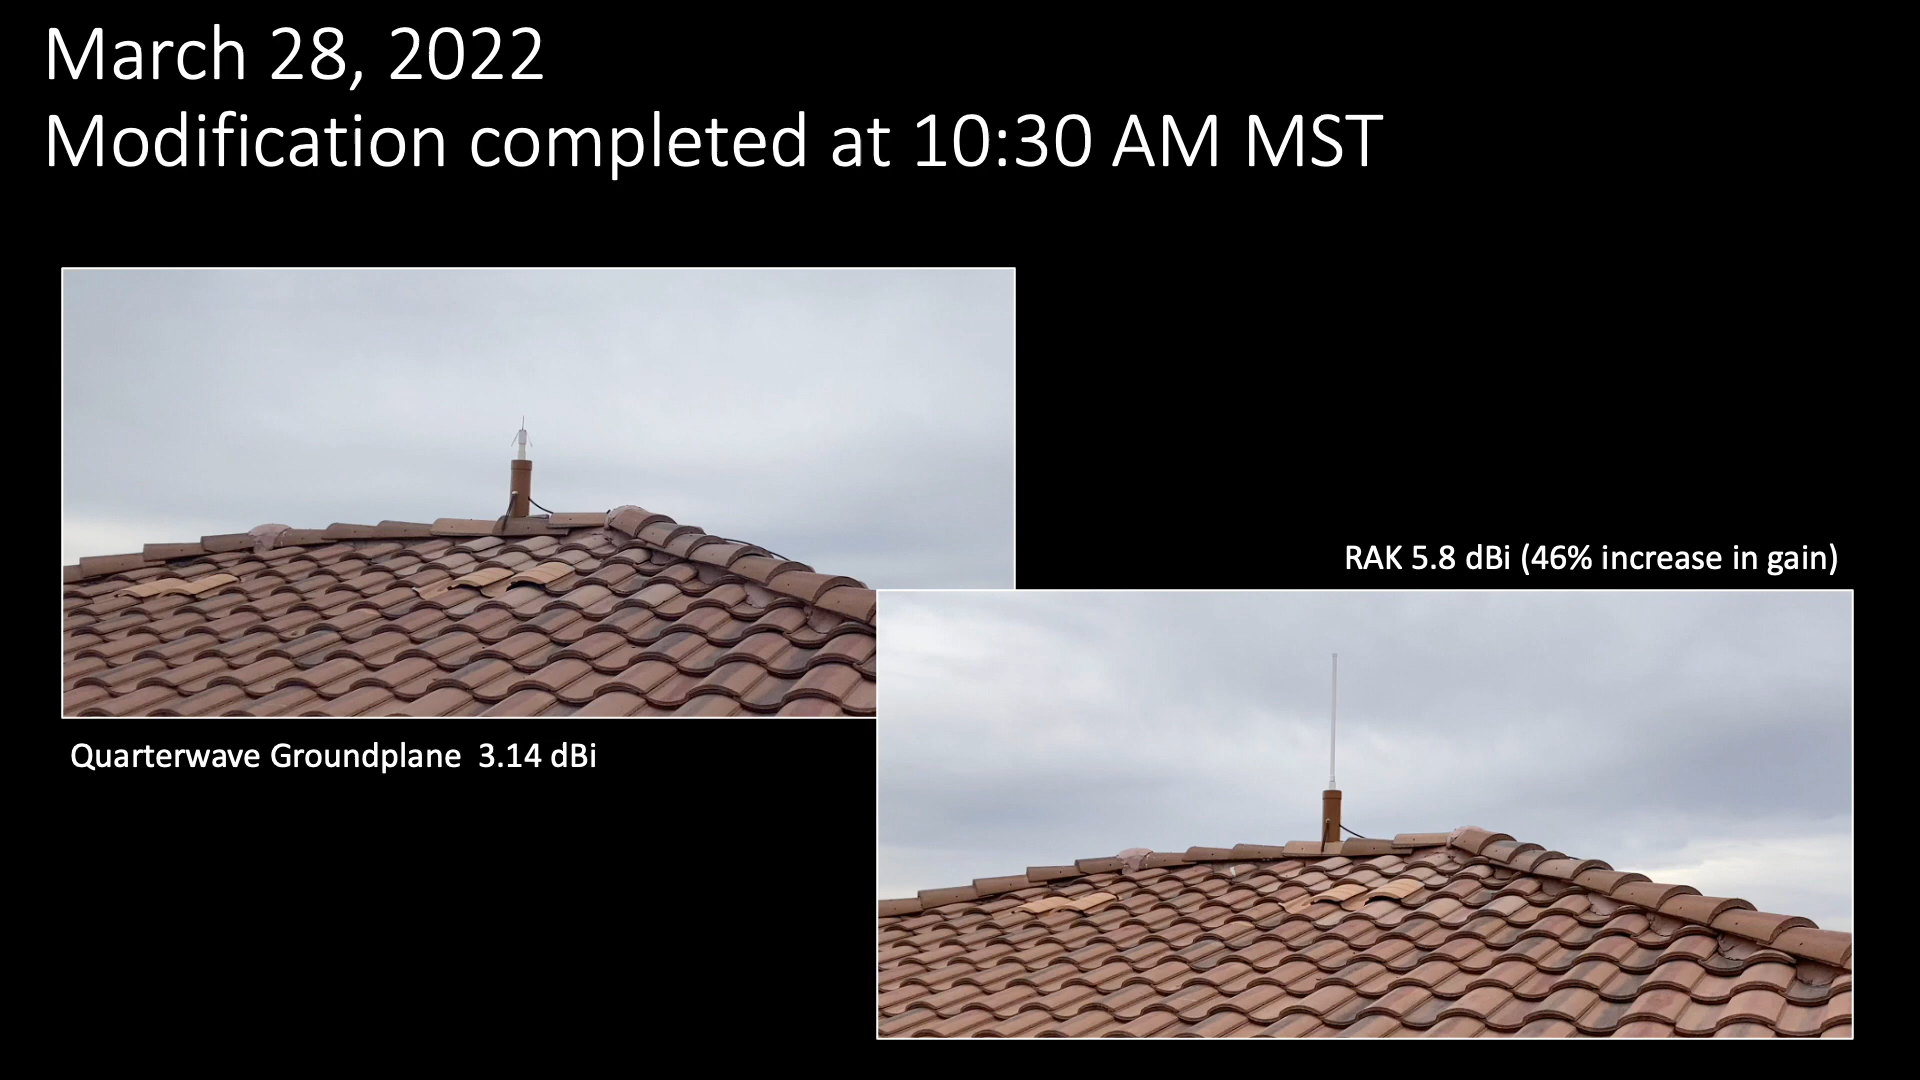 March 28, 2022
Modification completed at 10:30 AM MST
RAK 5.8 dBi (46% increase in gain)
Quarterwave Groundplane  3.14 dBi